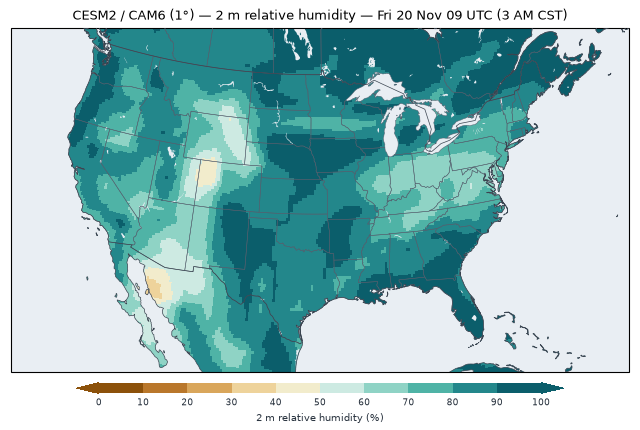 CESM2 / CAM6 (1°) — 2 m relative humidity — Fri 20 Nov 09 UTC (3 AM CST)
0 10 20 30 40 50 60 70 80 90 100
2 m relative humidity (%)